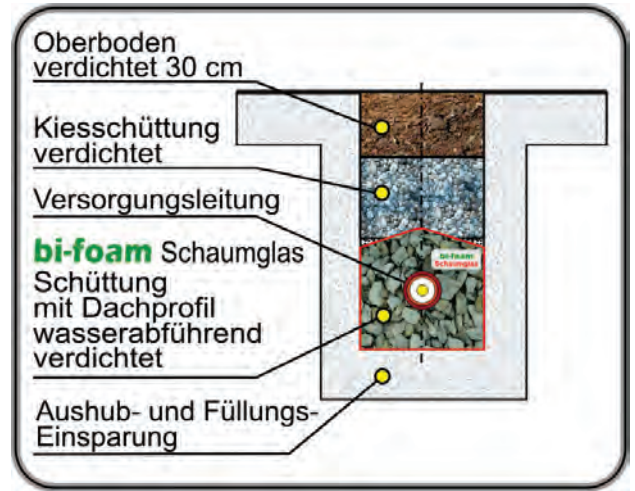 Oberboden
verdichtet 30 cm
Kiesschüttung
verdichtet
Versorgungsleitung
bi-foam Schaumglas
Schüttung
mit Dachprofil
wasserabführend
verdichtet
Aushub- und Füllungs-
Einsparung
bi-foam
Schaumglas